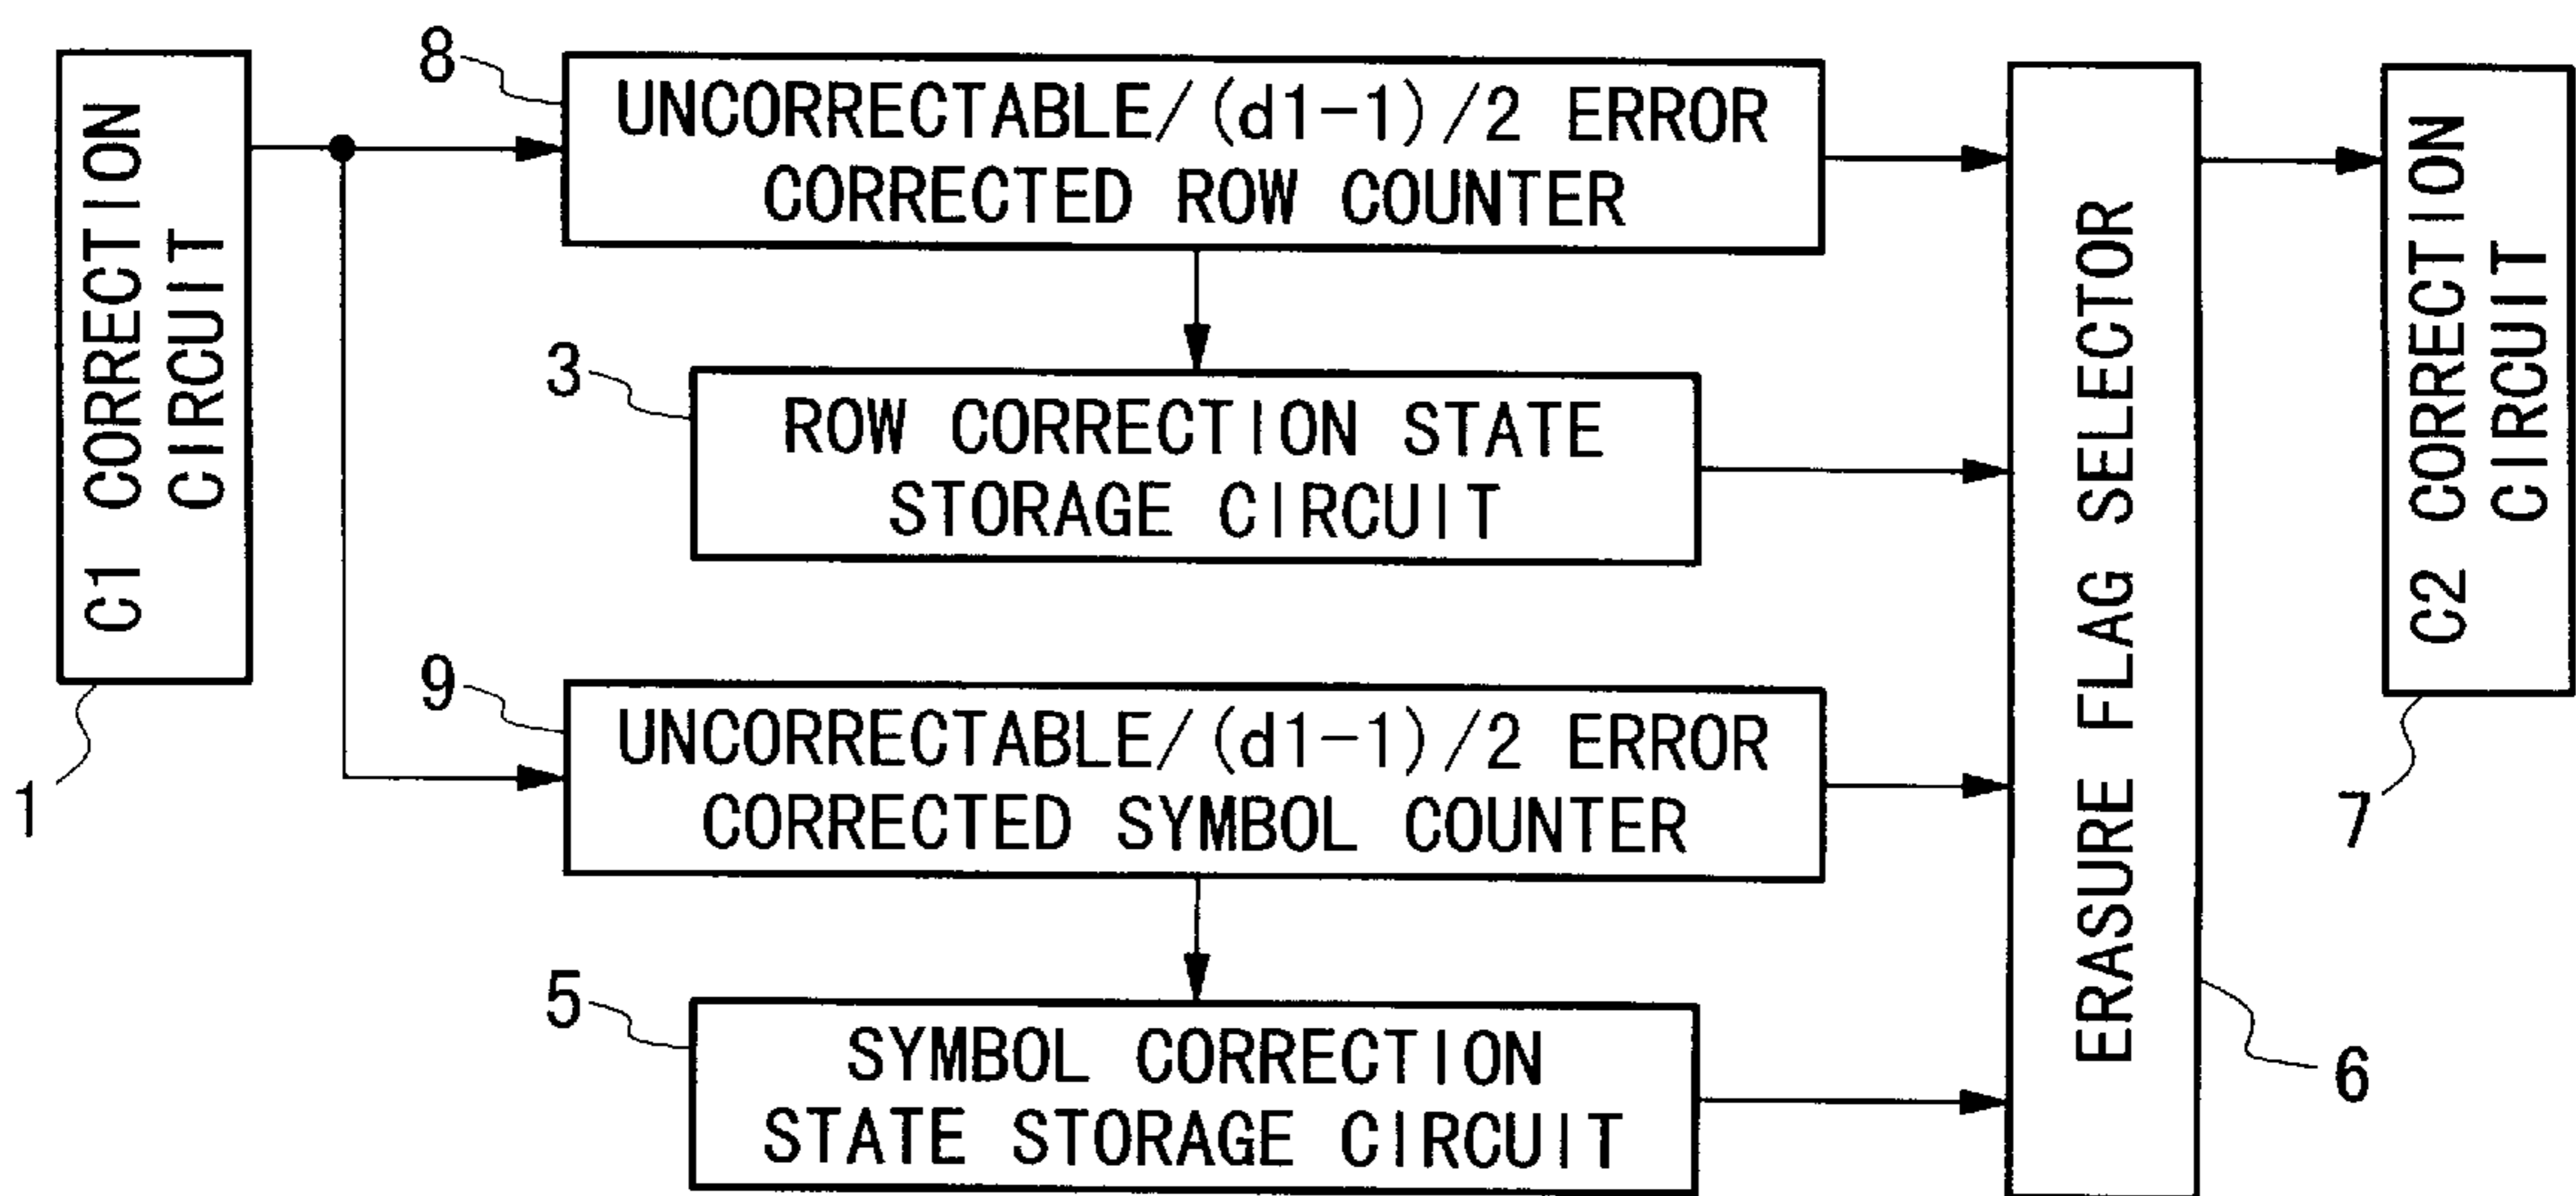 C1 CORRECTION
CIRCUIT
1
8
UNCORRECTABLE/(d1-1)/2 ERROR
CORRECTED ROW COUNTER
3
ROW CORRECTION STATE
STORAGE CIRCUIT
9
UNCORRECTABLE/(d1-1)/2 ERROR
CORRECTED SYMBOL COUNTER
5
SYMBOL CORRECTION
STATE STORAGE CIRCUIT
ERASURE FLAG SELECTOR
6
C2 CORRECTION
CIRCUIT
7